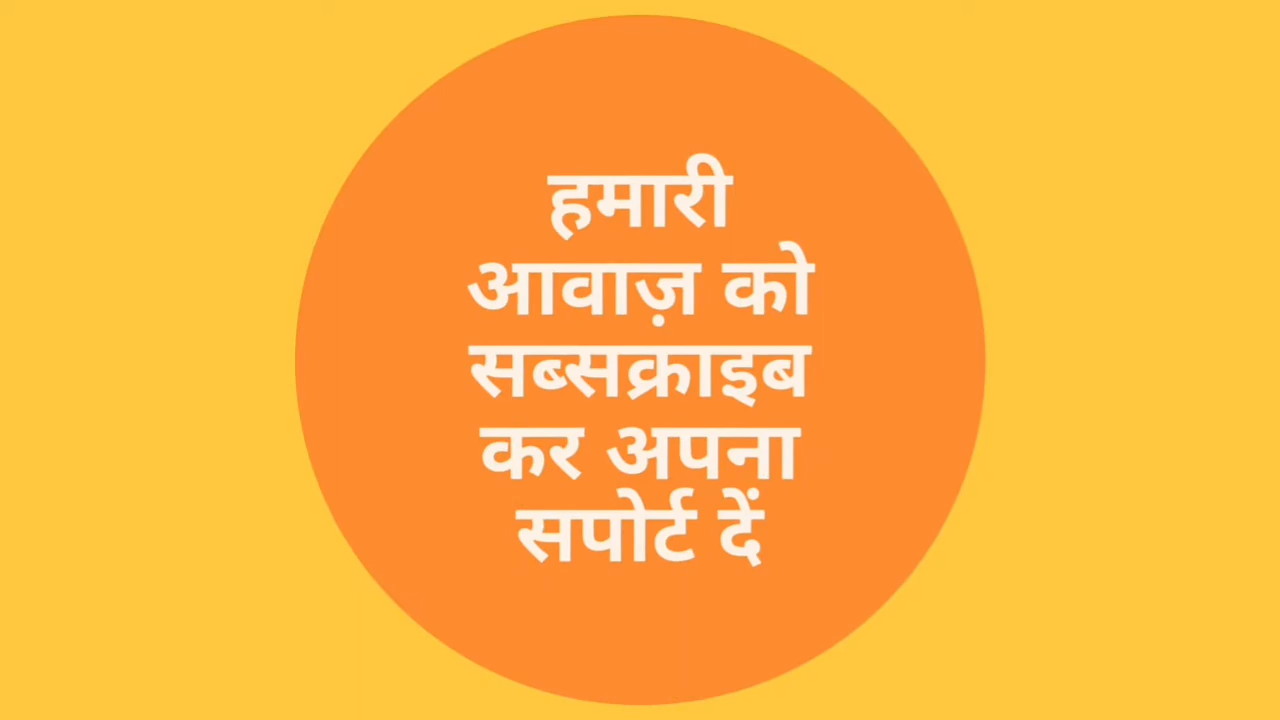 हमारी
आवाज़ को
सब्सक्राइब
कर अपना
सपोर्ट दें